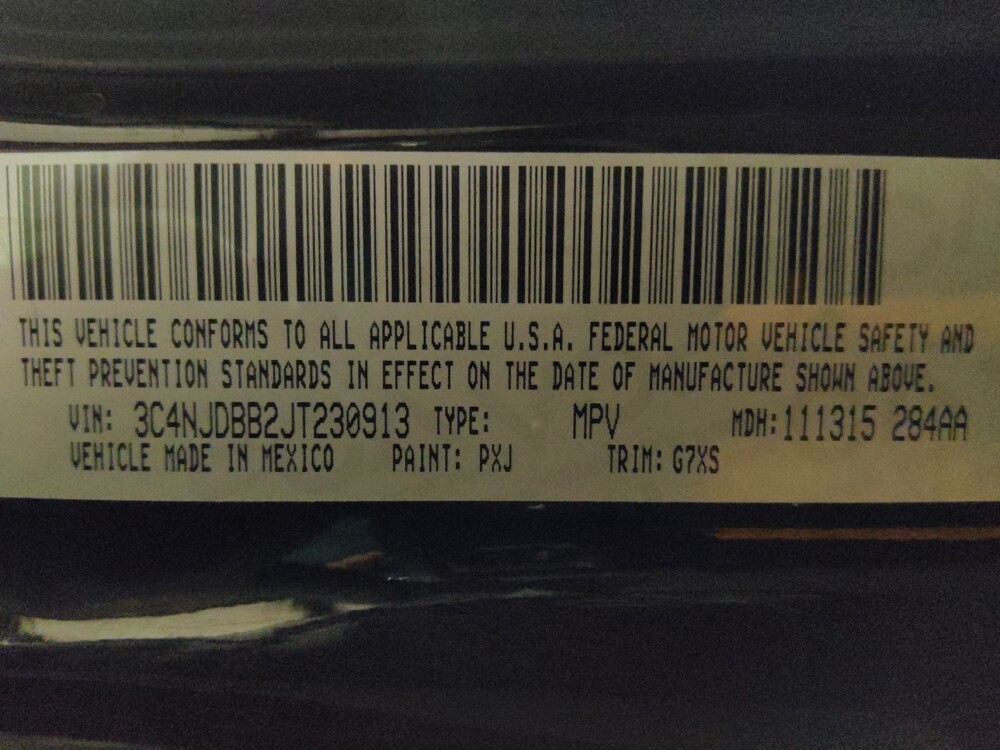 THIS VEHICLE CONFORMS TO ALL APPLICABLE U.S.A. FEDERAL MOTOR VEHICLE SAFETY AND
THEFT PREVENTION STANDARDS IN EFFECT ON THE DATE OF MANUFACTURE SHOWN ABOVE.
VIN: 3C4NJDBB2JT230913 TYPE: MPV MDH:111315 284AA
VEHICLE MADE IN MEXICO PAINT: PXJ TRIM: G7XS